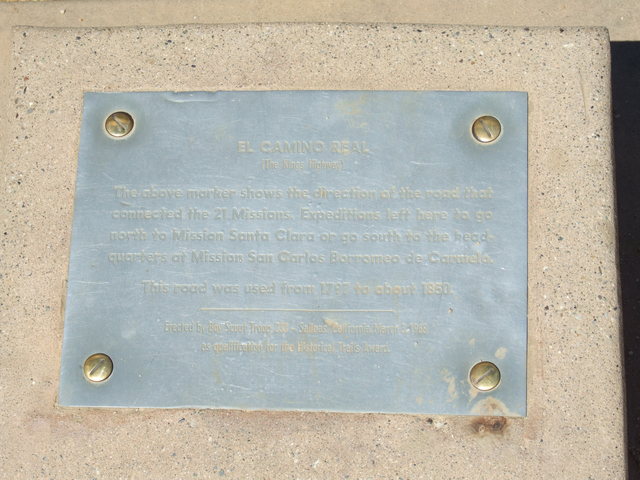 EL CAMINO REAL
(The Kings Highway)
The above marker shows the direction of the road that
connected the 21 Missions. Expeditions left here to go
north to Mission Santa Clara or go south to the head-
quarters at Mission San Carlos Borromeo de Carmelo.
This road was used from 1797 to about 1850.
Erected by Boy Scout Troop - Salinas, California, March
as qualification for the Historical Trails Award.